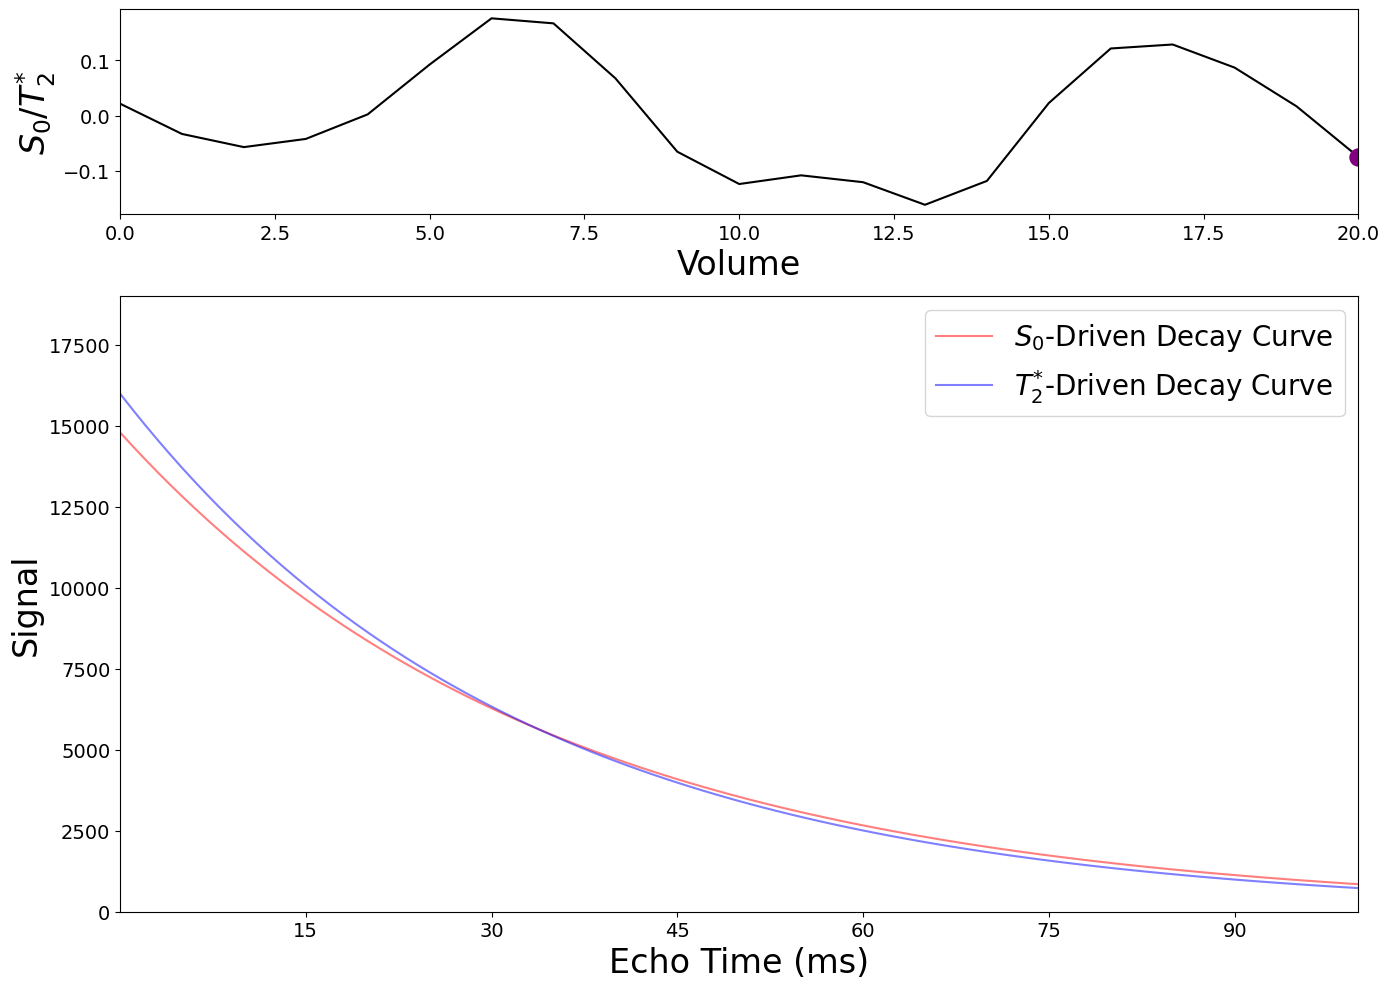 S₀/T₂*
0.1
0.0
−0.1
0.0 2.5 5.0 7.5 10.0 12.5 15.0 17.5 20.0
Volume
S₀-Driven Decay Curve
T₂*-Driven Decay Curve
Signal
17500
15000
12500
10000
7500
5000
2500
0
15 30 45 60 75 90
Echo Time (ms)